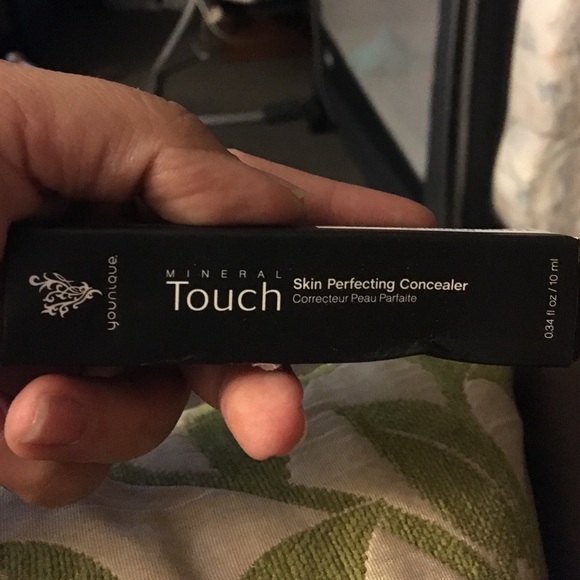 younique.
MINERAL
Touch
Skin Perfecting Concealer
Correcteur Peau Parfaite
0.34 fl oz / 10 ml